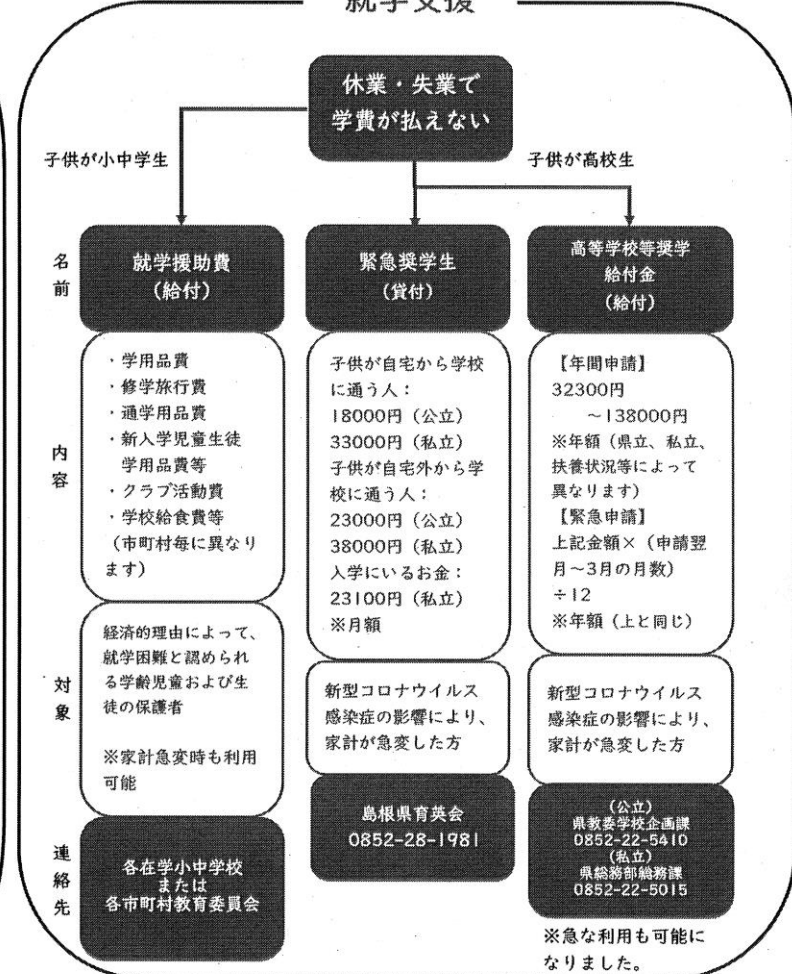 就学支援
休業・失業で
学費が払えない
子供が小中学生
子供が高校生
名前
就学援助費
(給付)
緊急奨学生
(貸付)
高等学校等奨学
給付金
(給付)
内容
・学用品費
・修学旅行費
・通学用品費
・新入学児童生徒
学用品費等
・クラブ活動費
・学校給食費等
(市町村毎に異なり
ます)
子供が自宅から学校
に通う人：
18000円（公立）
33000円（私立）
子供が自宅外から学
校に通う人：
23000円（公立）
38000円（私立）
入学にいるお金：
23100円（私立）
※月額
【年間申請】
32300円
～138000円
※年額（県立、私立、
扶養状況等によって
異なります）
【緊急申請】
上記金額×（申請翌
月～3月の月数）
÷12
※年額（上と同じ）
対象
経済的理由によって、
就学困難と認められ
る学齢児童および生
徒の保護者
※家計急変時も利用
可能
新型コロナウイルス
感染症の影響により、
家計が急変した方
新型コロナウイルス
感染症の影響により、
家計が急変した方
連絡先
各在学小中学校
または
各市町村教育委員会
島根県育英会
0852-28-1981
(公立)
県教委学校企画課
0852-22-5410
(私立)
県総務部総務課
0852-22-5015
※急な利用も可能に
なりました。